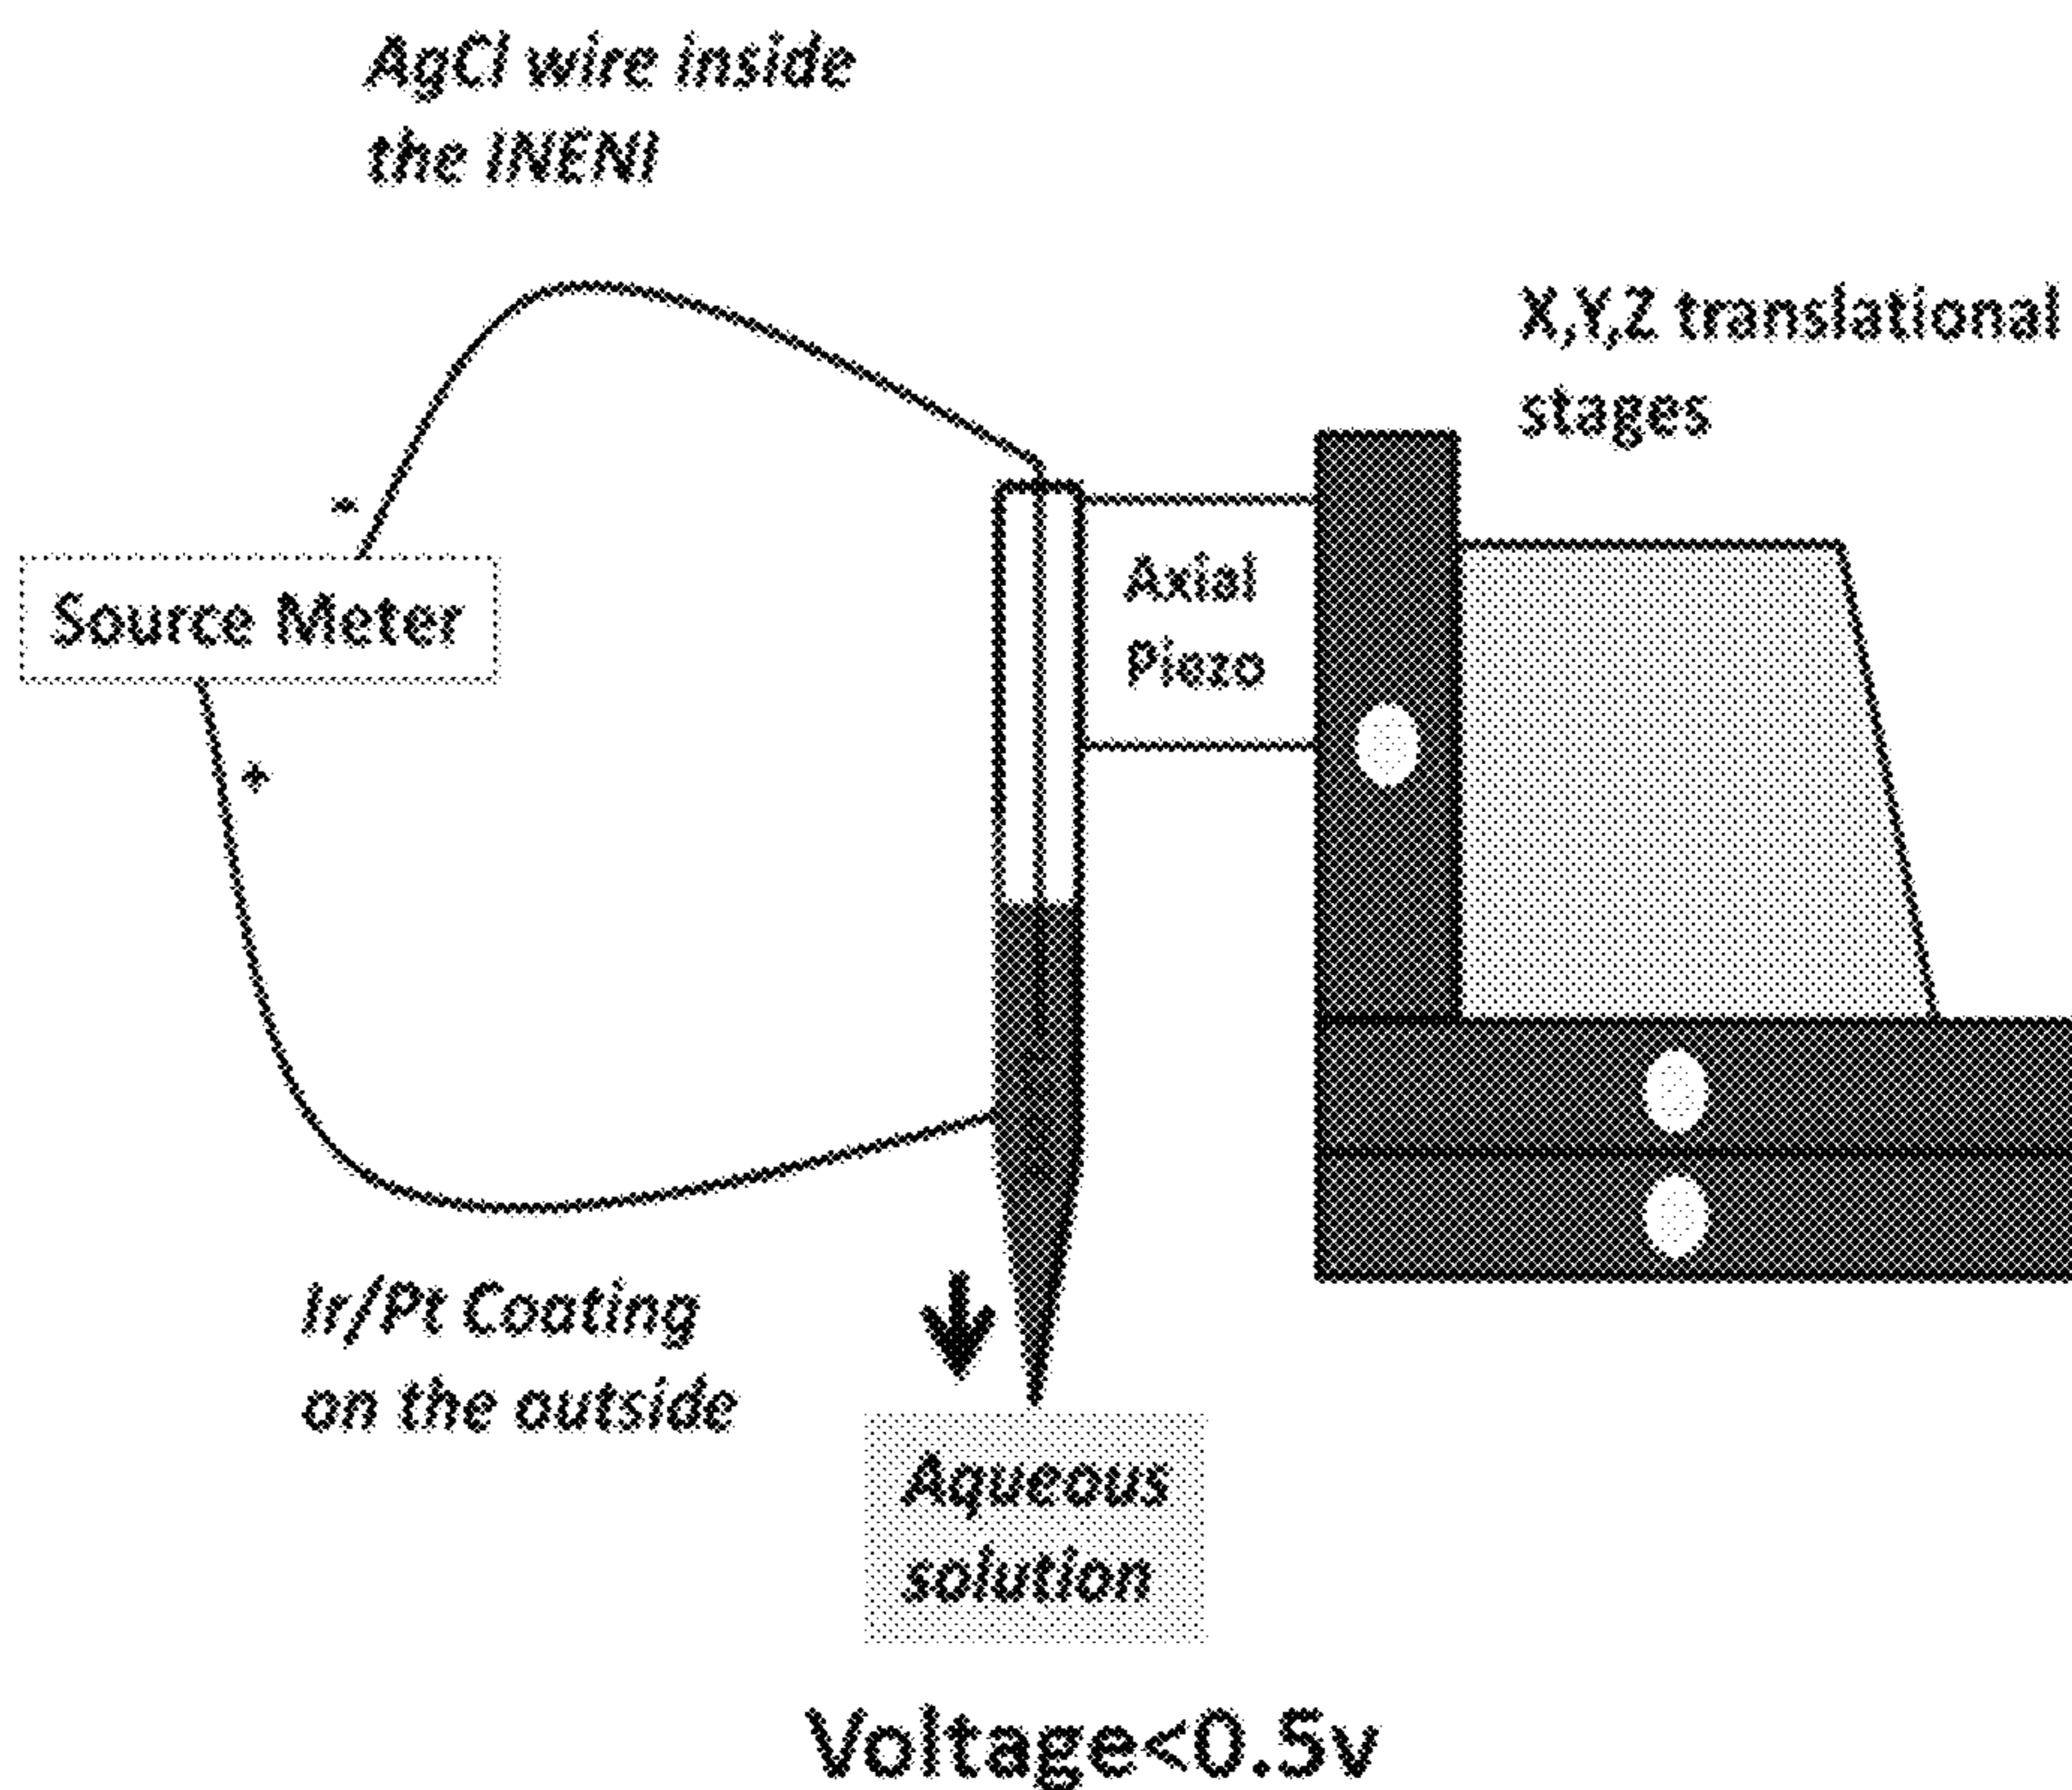 AgCl wire inside
the INENI
X,Y,Z translational
stages
-
Source Meter
+
Axial
Piezo
Ir/Pt Coating
on the outside
Aqueous
solution
Voltage<0.5v